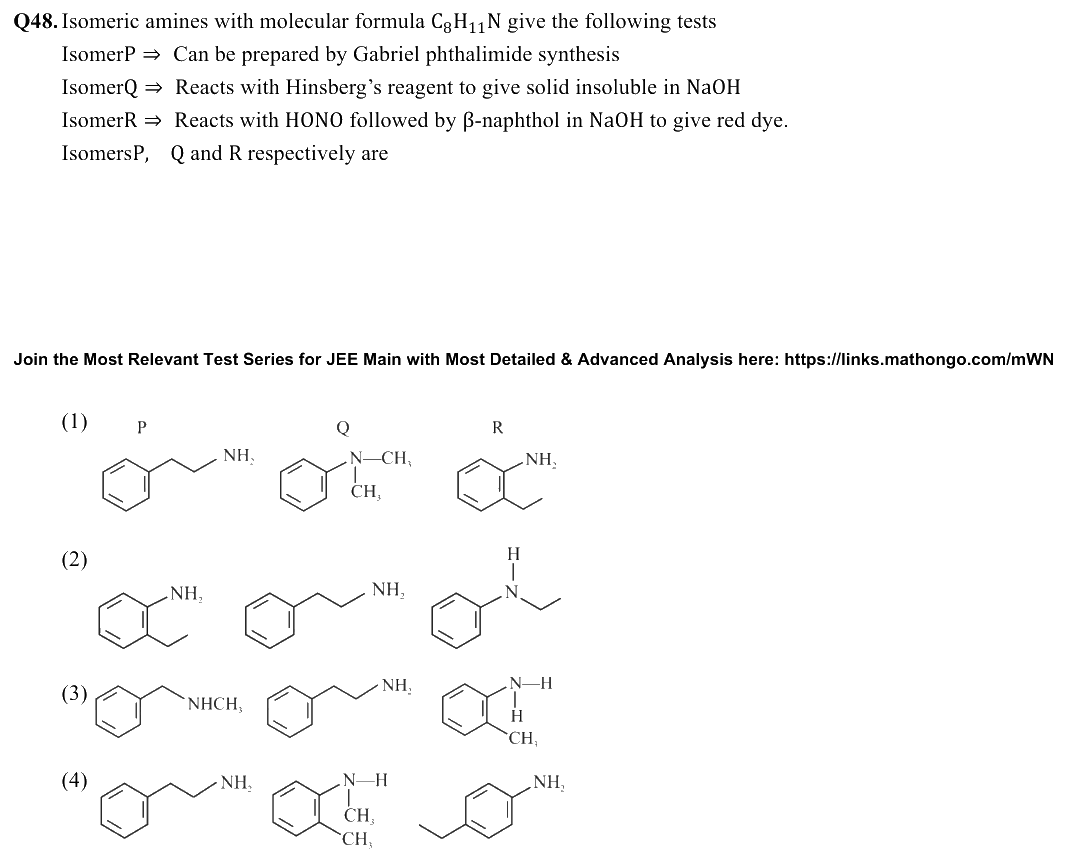 Q48. Isomeric amines with molecular formula C₈H₁₁N give the following tests
IsomerP ⇒ Can be prepared by Gabriel phthalimide synthesis
IsomerQ ⇒ Reacts with Hinsberg's reagent to give solid insoluble in NaOH
IsomerR ⇒ Reacts with HONO followed by β-naphthol in NaOH to give red dye.
IsomersP, Q and R respectively are
Join the Most Relevant Test Series for JEE Main with Most Detailed & Advanced Analysis here: https://links.mathongo.com/mWN
(1) P Q R
NH₂ N—CH₃ NH₂
CH₃
(2) H
NH₂ NH₂ N
(3) NHCH₃ NH₂ N—H
H
CH₃
(4) NH₂ N—H NH₂
CH₃
CH₃